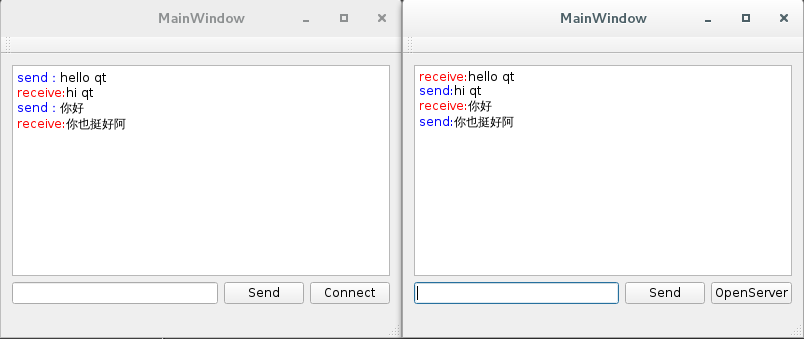 MainWindow
send：hello qt
receive:hi qt
send：你好
receive:你也挺好阿
Send
Connect
MainWindow
receive:hello qt
send:hi qt
receive:你好
send:你也挺好阿
Send
OpenServer